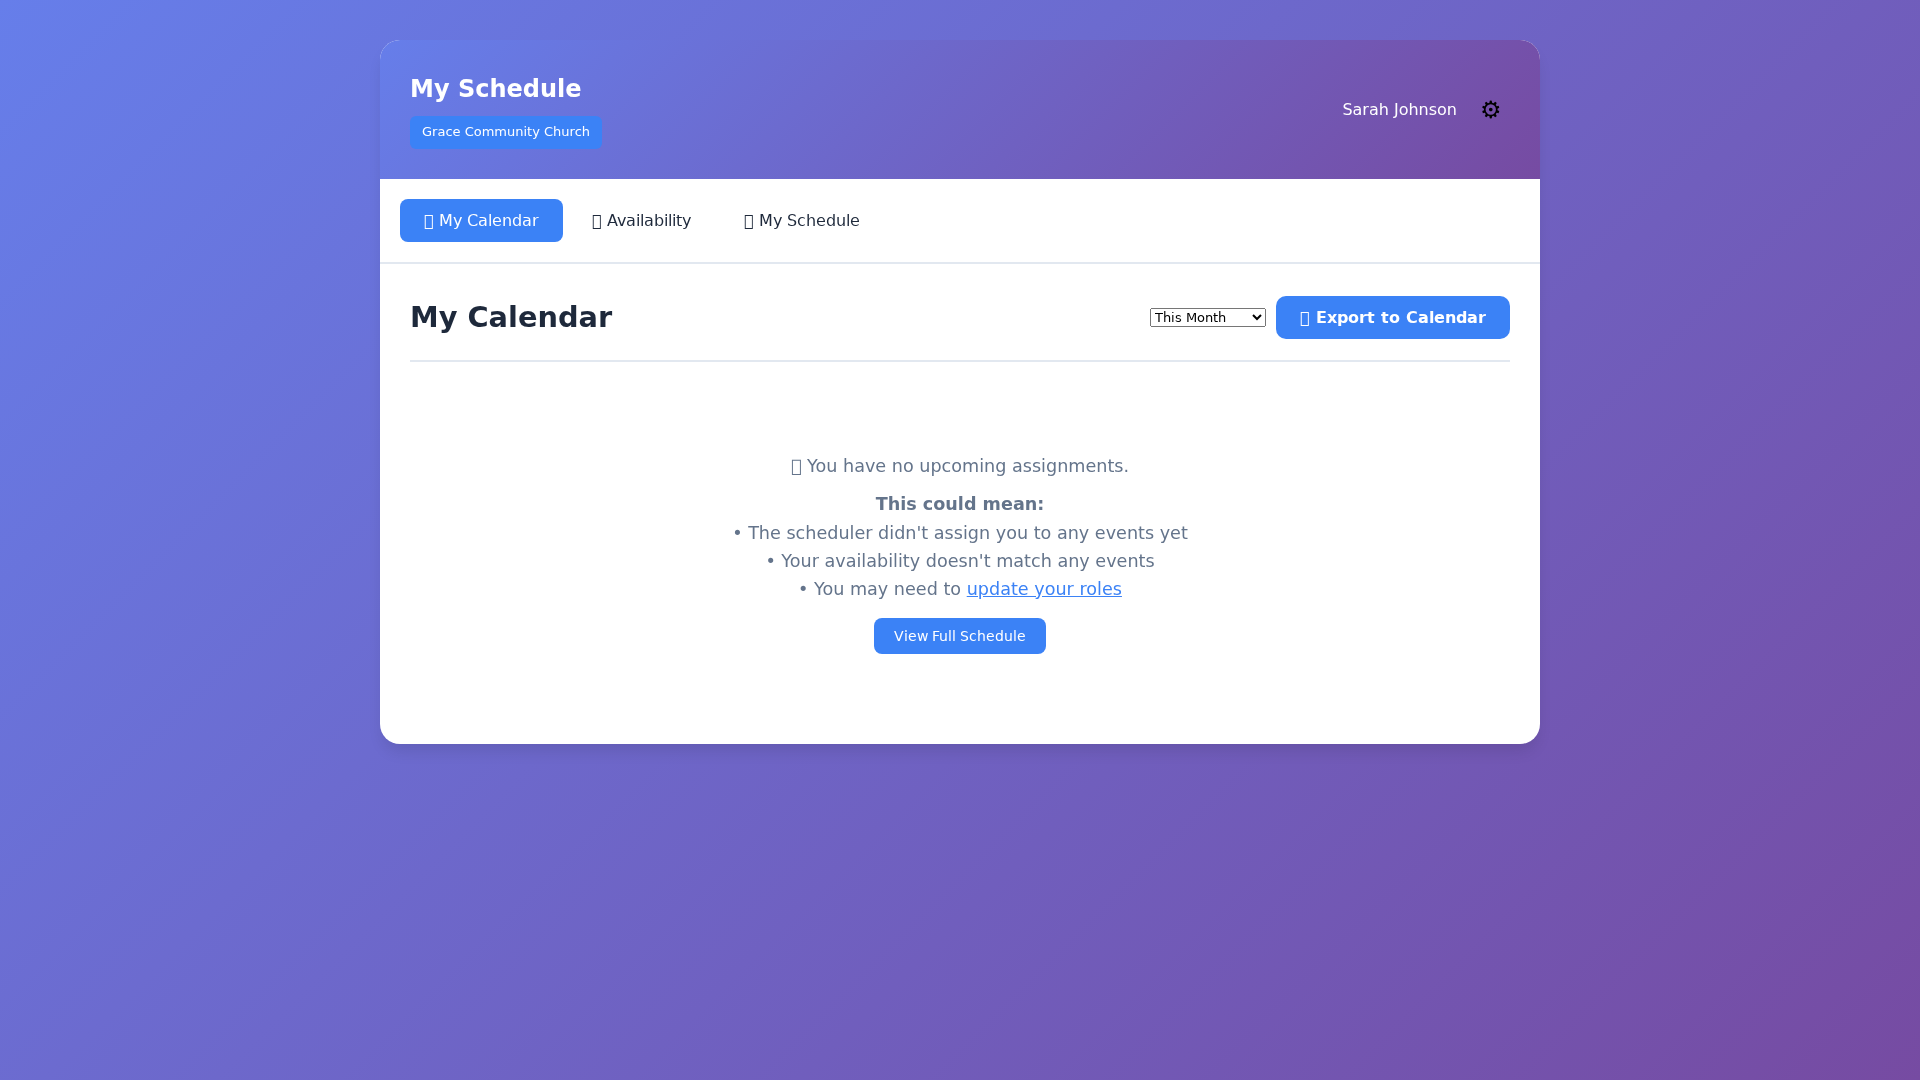 My Schedule
Grace Community Church
Sarah Johnson
My Calendar
Availability
My Schedule
My Calendar
This Month
Export to Calendar
You have no upcoming assignments.
This could mean:
• The scheduler didn't assign you to any events yet
• Your availability doesn't match any events
• You may need to update your roles
View Full Schedule